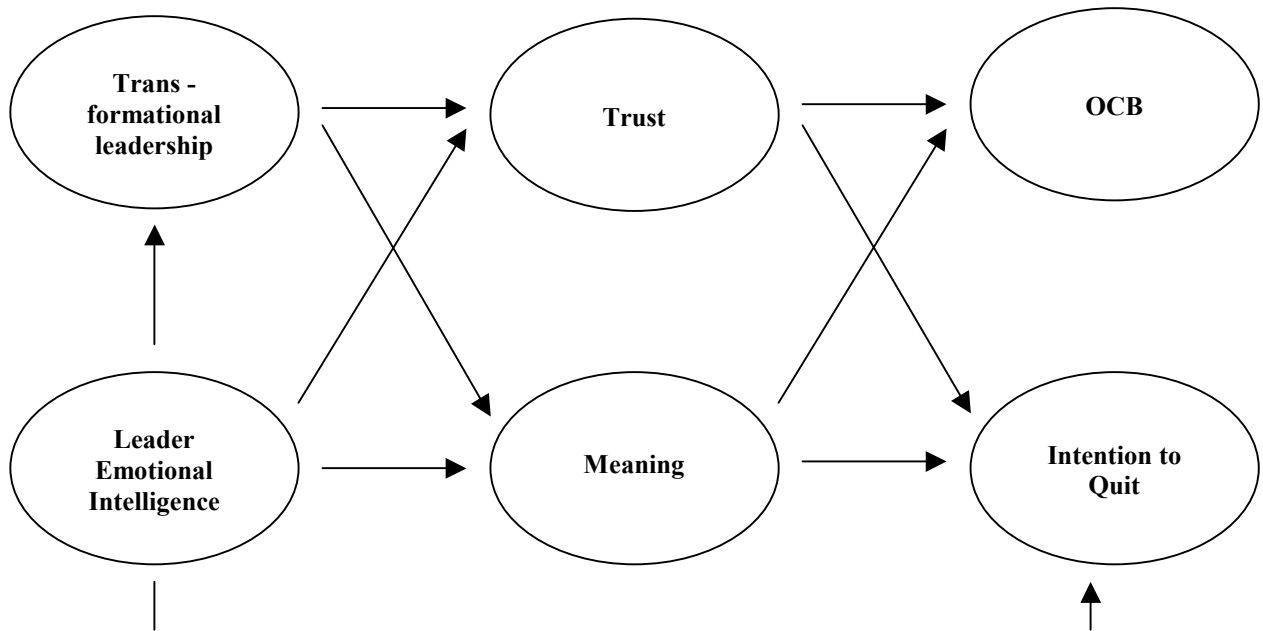 Trans -
formational
leadership
Trust
OCB
Leader
Emotional
Intelligence
Meaning
Intention to
Quit